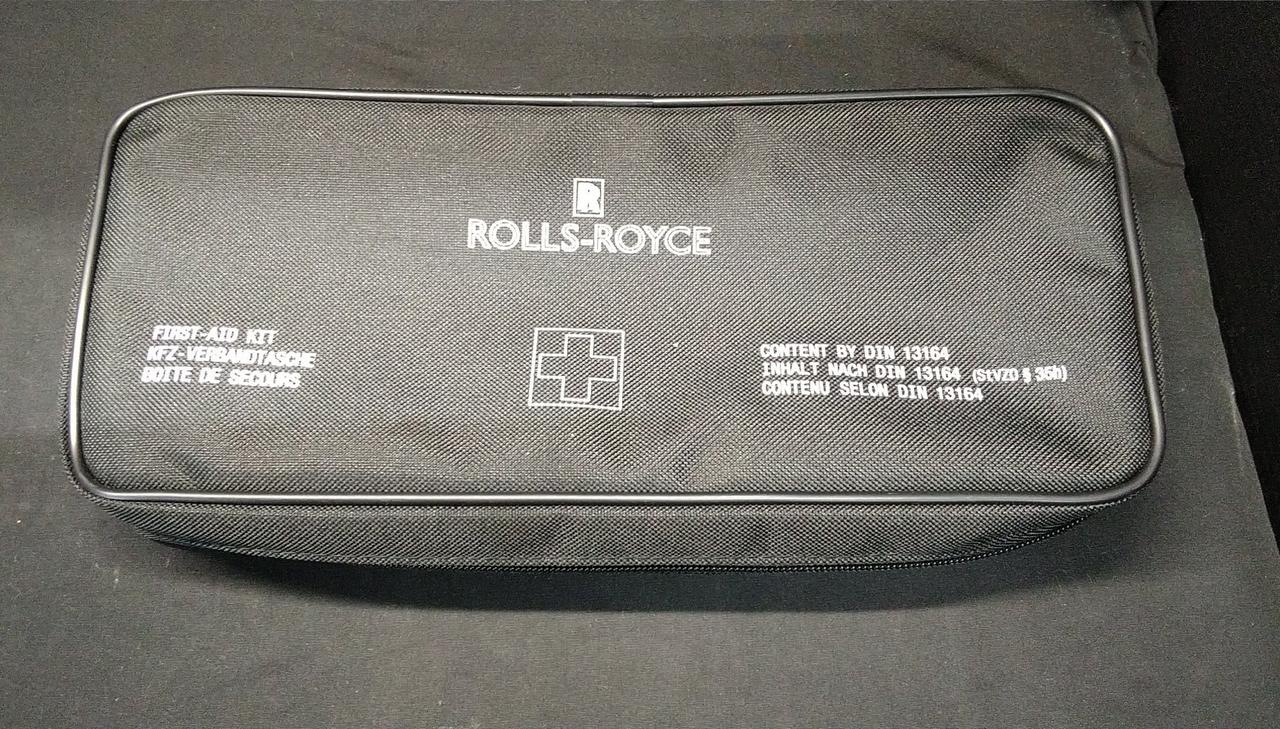 R
ROLLS-ROYCE
FIRST-AID KIT
KFZ-VERBANDTASCHE
BOITE DE SECOURS
CONTENT BY DIN 13164
INHALT NACH DIN 13164 (StVZO § 35h)
CONTENU SELON DIN 13164